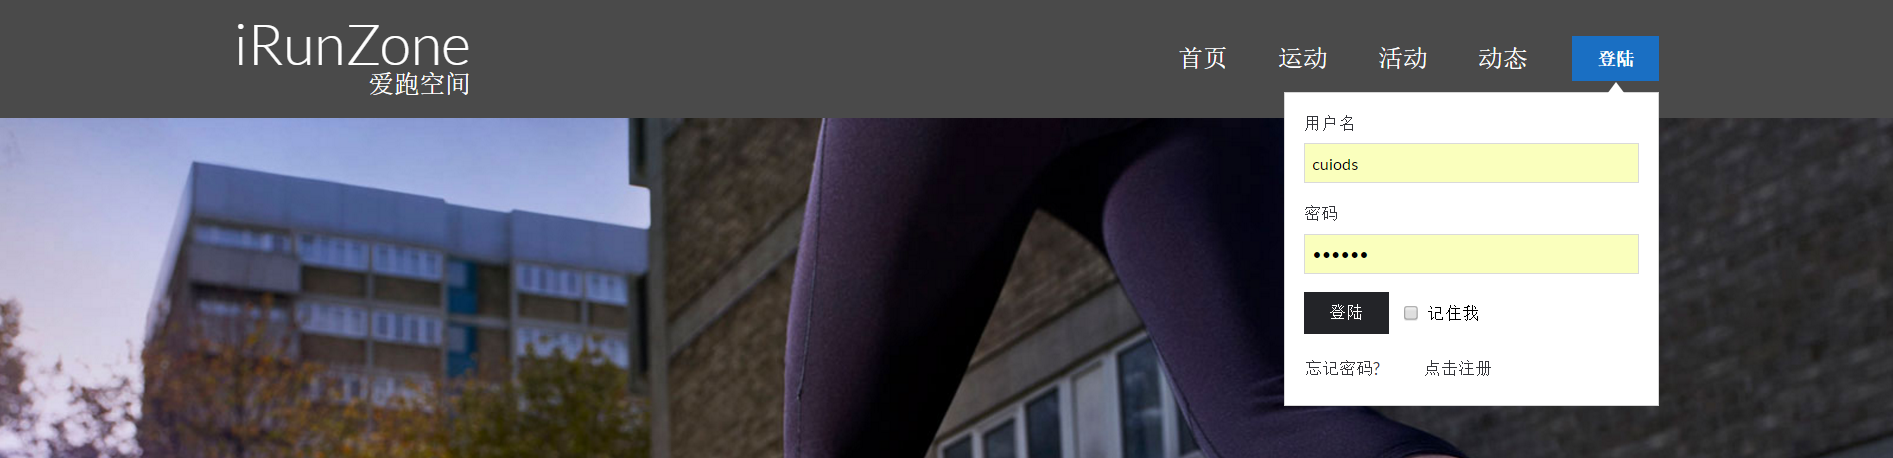 iRunZone
爱跑空间
首页 运动 活动 动态 登陆
用户名
cuiods
密码
••••••
登陆 记住我
忘记密码? 点击注册